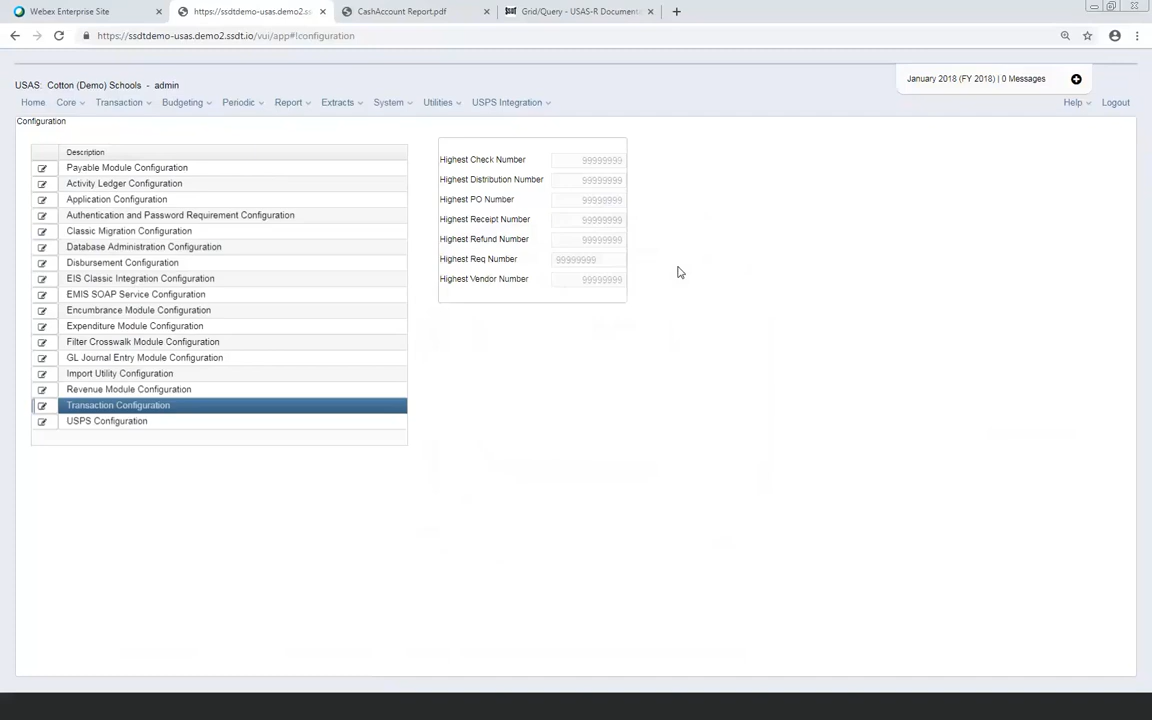 Webex Enterprise Site
https://ssdtdemo-usas.demo2.ss
CashAccount Report.pdf
Grid/Query - USAS-R Documenta
https://ssdtdemo-usas.demo2.ssdt.io/vui/app#!configuration
USAS: Cotton (Demo) Schools - admin
January 2018 (FY 2018) | 0 Messages
Home Core Transaction Budgeting Periodic Report Extracts System Utilities USPS Integration Help Logout
Configuration
Description
Payable Module Configuration
Activity Ledger Configuration
Application Configuration
Authentication and Password Requirement Configuration
Classic Migration Configuration
Database Administration Configuration
Disbursement Configuration
EIS Classic Integration Configuration
EMIS SOAP Service Configuration
Encumbrance Module Configuration
Expenditure Module Configuration
Filter Crosswalk Module Configuration
GL Journal Entry Module Configuration
Import Utility Configuration
Revenue Module Configuration
Transaction Configuration
USPS Configuration
Highest Check Number 99999999
Highest Distribution Number 99999999
Highest PO Number 99999999
Highest Receipt Number 99999999
Highest Refund Number 99999999
Highest Req Number 99999999
Highest Vendor Number 99999999